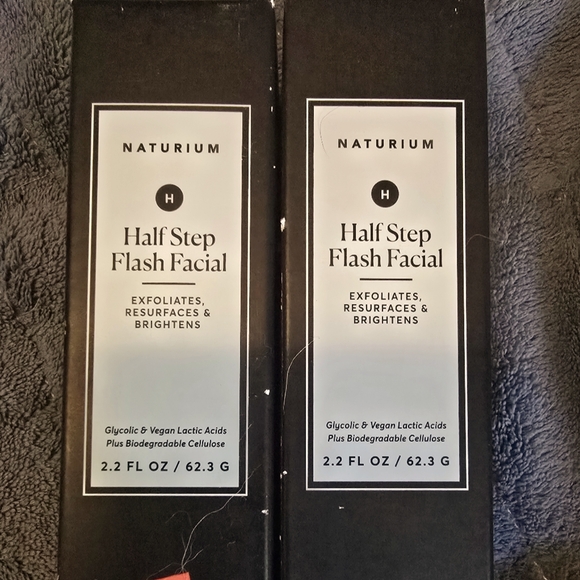 NATURIUM
H
Half Step
Flash Facial
EXFOLIATES,
RESURFACES &
BRIGHTENS
Glycolic & Vegan Lactic Acids
Plus Biodegradable Cellulose
2.2 FL OZ / 62.3 G
NATURIUM
H
Half Step
Flash Facial
EXFOLIATES,
RESURFACES &
BRIGHTENS
Glycolic & Vegan Lactic Acids
Plus Biodegradable Cellulose
2.2 FL OZ / 62.3 G